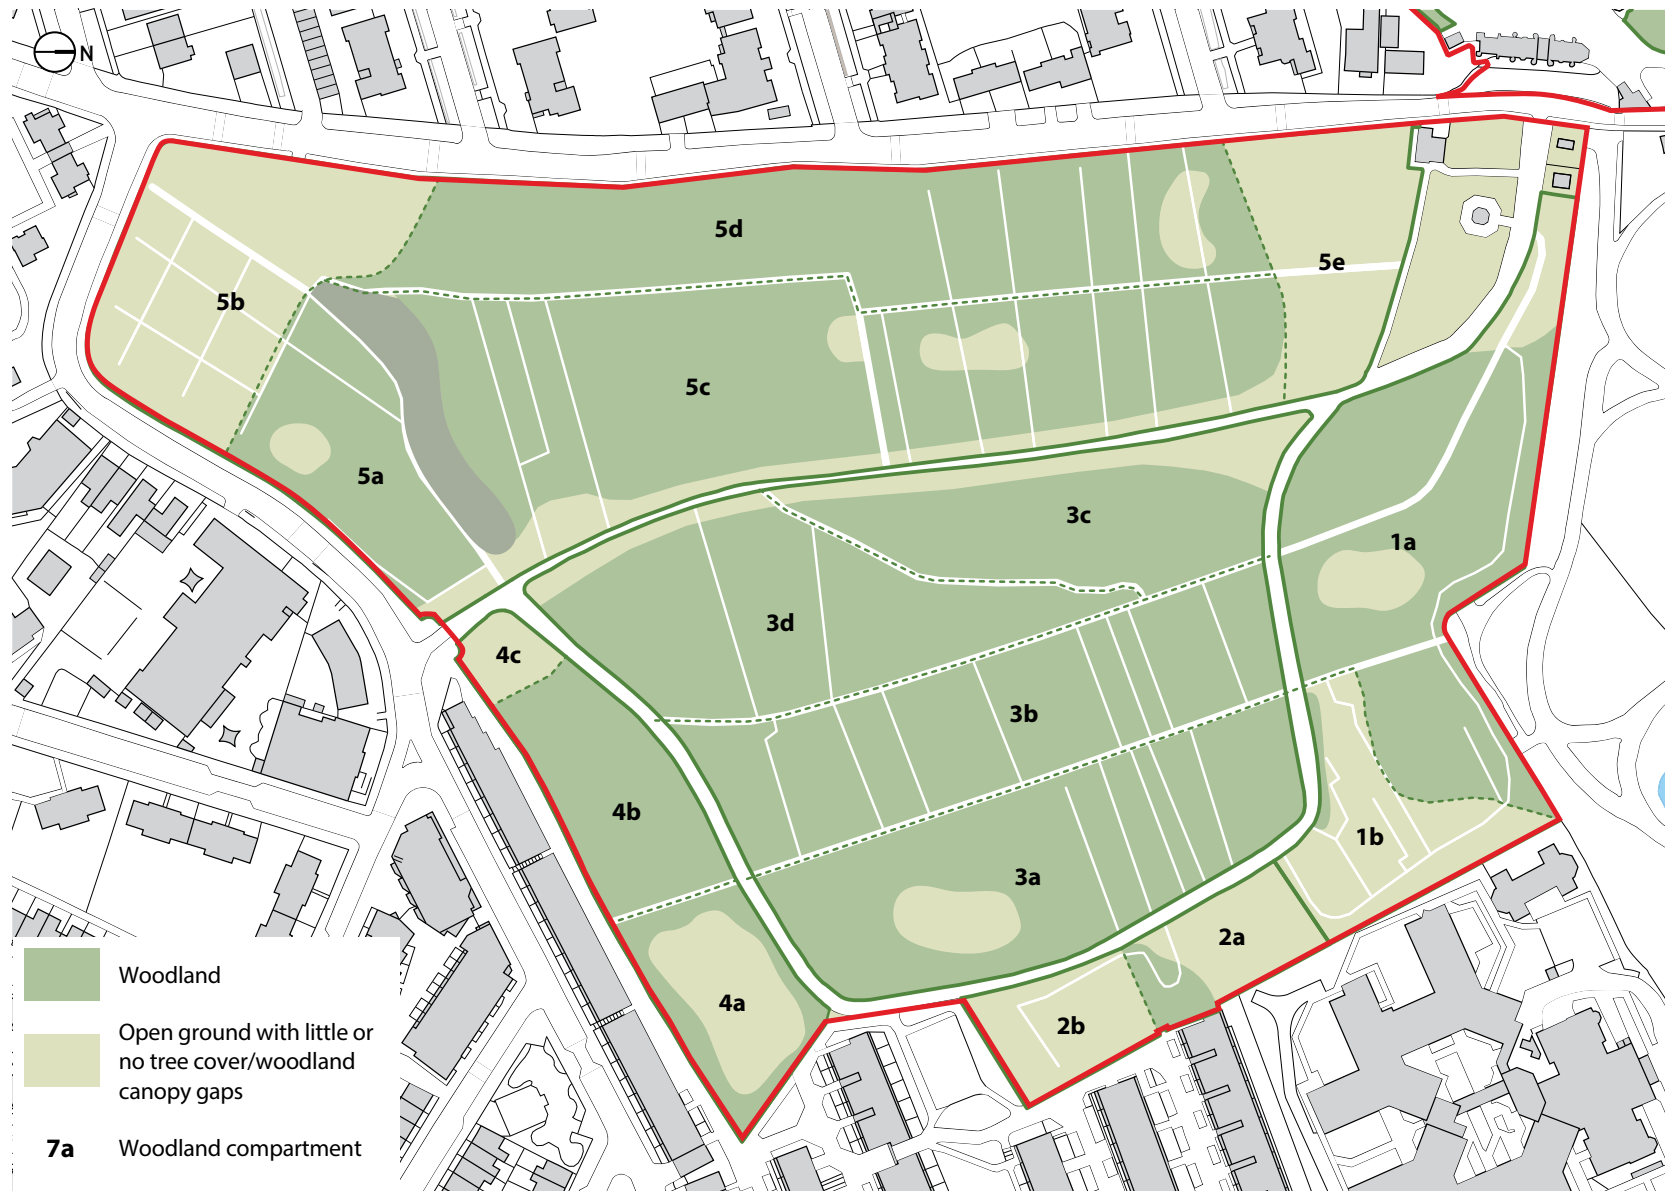 N
5d
5e
5b
5c
5a
3c
1a
3d
4c
3b
4b
1b
3a
2a
4a
2b
Woodland
Open ground with little or
no tree cover/woodland
canopy gaps
7a Woodland compartment